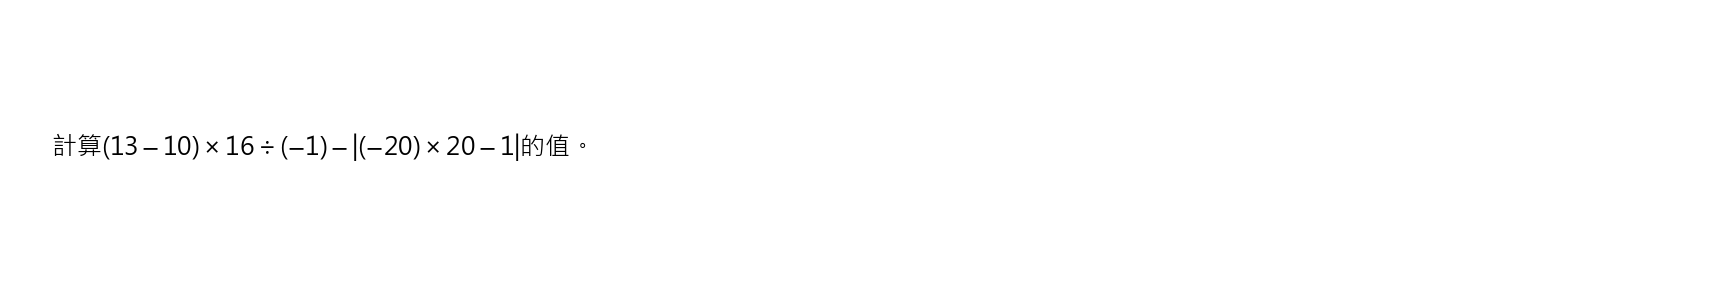 計算(13 – 10) × 16 ÷ (–1) – |(–20) × 20 – 1|的值。